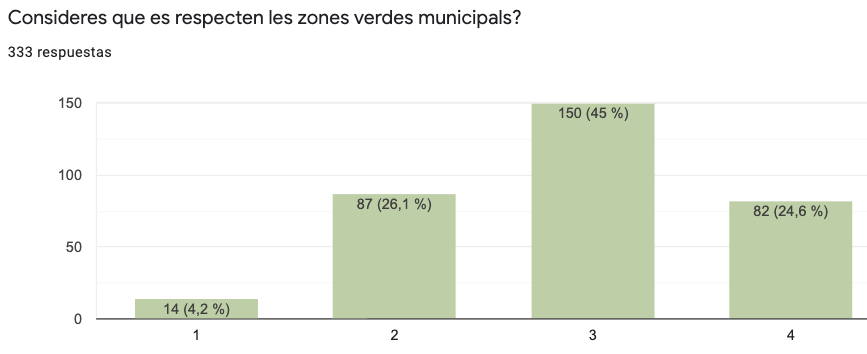 Consideres que es respecten les zones verdes municipals?
333 respuestas
150
100
50
0
14 (4,2 %)
87 (26,1 %)
150 (45 %)
82 (24,6 %)
1 2 3 4